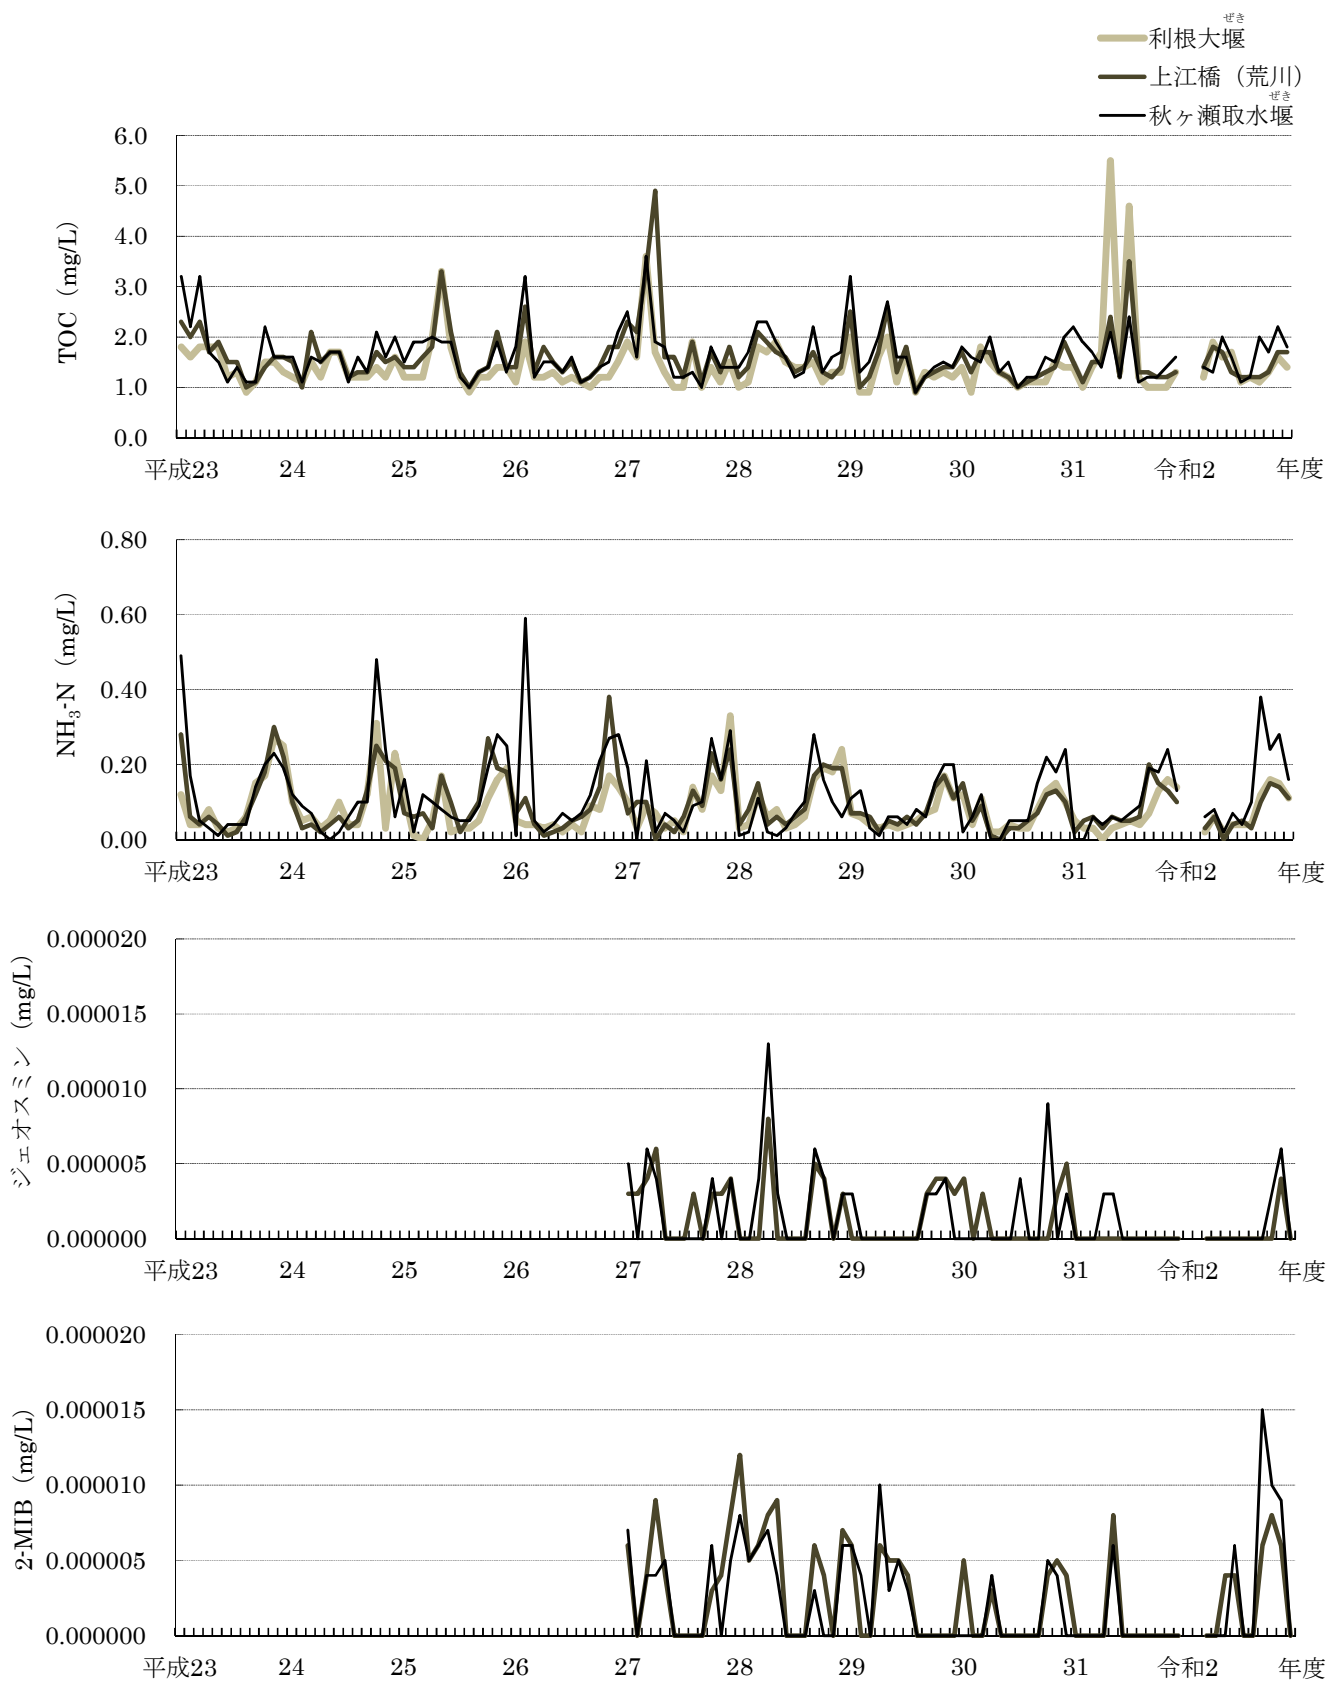 ぜき
利根大堰
上江橋（荒川）
ぜき
秋ヶ瀬取水堰
TOC（mg/L）
6.0
5.0
4.0
3.0
2.0
1.0
0.0
平成23 24 25 26 27 28 29 30 31 令和2 年度
NH₃-N（mg/L）
0.80
0.60
0.40
0.20
0.00
平成23 24 25 26 27 28 29 30 31 令和2 年度
ジェオスミン（mg/L）
0.000020
0.000015
0.000010
0.000005
0.000000
平成23 24 25 26 27 28 29 30 31 令和2 年度
2-MIB（mg/L）
0.000020
0.000015
0.000010
0.000005
0.000000
平成23 24 25 26 27 28 29 30 31 令和2 年度